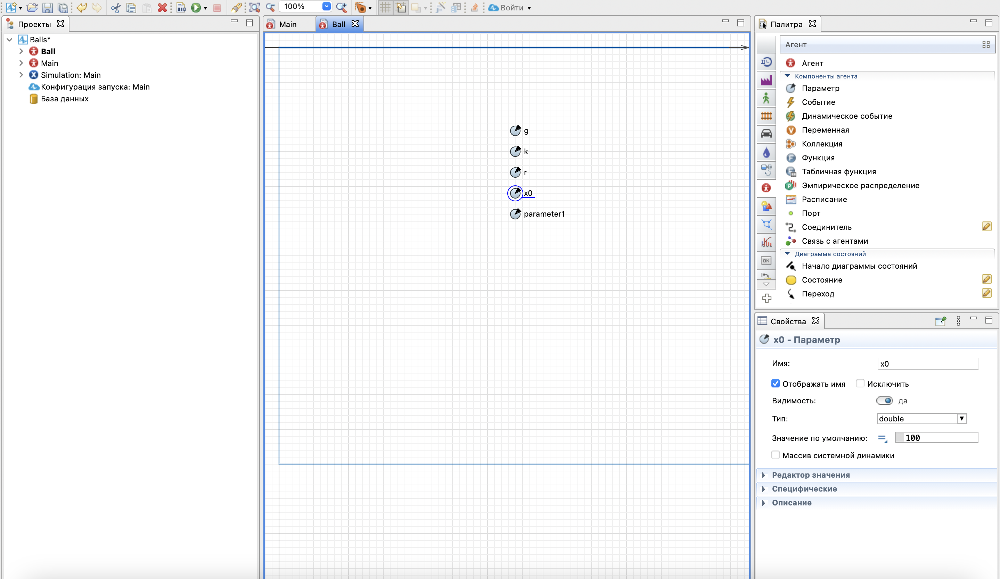 100%
Войти
Проекты
Balls*
Ball
Main
Simulation: Main
Конфигурация запуска: Main
База данных
Main
Ball
g
k
r
x0
parameter1
Палитра
Агент
Агент
Компоненты агента
Параметр
Событие
Динамическое событие
Переменная
Коллекция
Функция
Табличная функция
Эмпирическое распределение
Расписание
Порт
Соединитель
Связь с агентами
Диаграмма состояний
Начало диаграммы состояний
Состояние
Переход
OK
Свойства
x0 - Параметр
Имя: x0
Отображать имя Исключить
Видимость: да
Тип: double
Значение по умолчанию: 100
Массив системной динамики
Редактор значения
Специфические
Описание